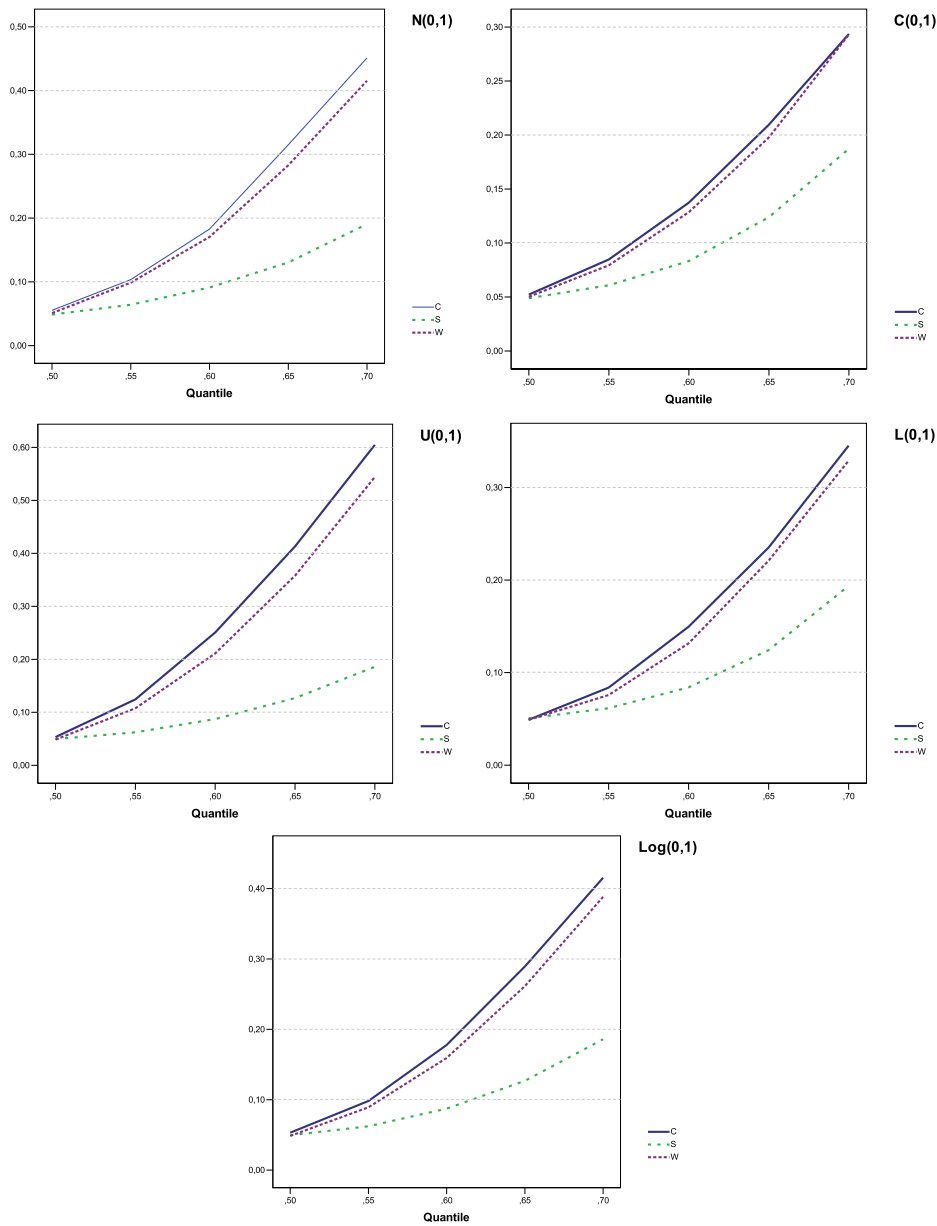 N(0,1)
0,50
0,40
0,30
0,20
0,10
0,00
,50 ,55 ,60 ,65 ,70
Quantile
C
S
W
C(0,1)
0,30
0,25
0,20
0,15
0,10
0,05
0,00
,50 ,55 ,60 ,65 ,70
Quantile
C
S
W
U(0,1)
0,60
0,50
0,40
0,30
0,20
0,10
0,00
,50 ,55 ,60 ,65 ,70
Quantile
C
S
W
L(0,1)
0,30
0,20
0,10
0,00
,50 ,55 ,60 ,65 ,70
Quantile
C
S
W
Log(0,1)
0,40
0,30
0,20
0,10
0,00
,50 ,55 ,60 ,65 ,70
Quantile
C
S
W